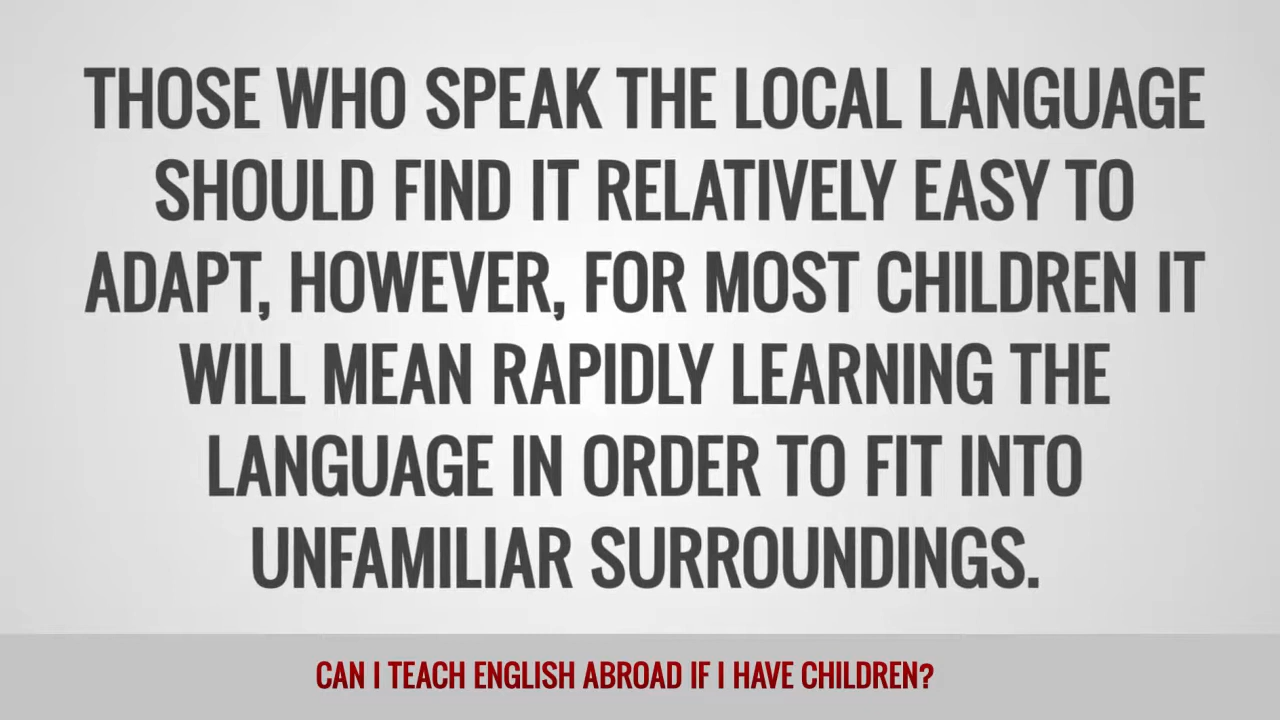 THOSE WHO SPEAK THE LOCAL LANGUAGE
SHOULD FIND IT RELATIVELY EASY TO
ADAPT, HOWEVER, FOR MOST CHILDREN IT
WILL MEAN RAPIDLY LEARNING THE
LANGUAGE IN ORDER TO FIT INTO
UNFAMILIAR SURROUNDINGS.
CAN I TEACH ENGLISH ABROAD IF I HAVE CHILDREN?